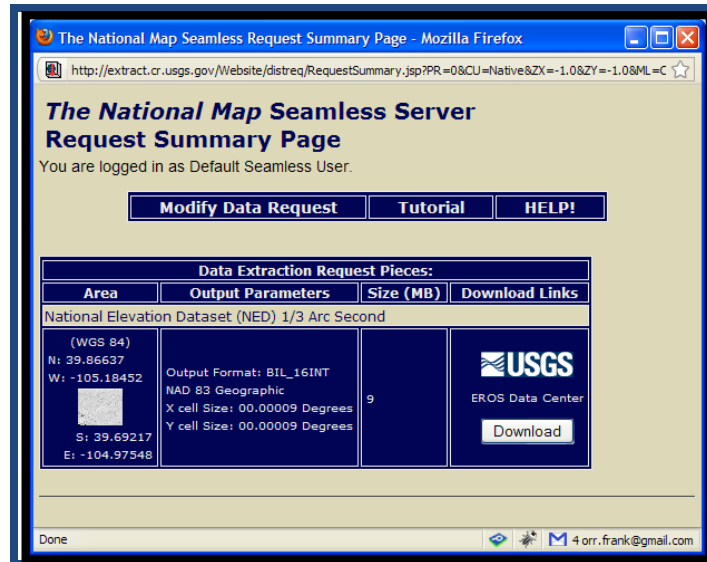 The National Map Seamless Request Summary Page - Mozilla Firefox
http://extract.cr.usgs.gov/Website/distreq/RequestSummary.jsp?PR=0&CU=Native&ZX=-1.0&ZY=-1.0&ML=C
The National Map Seamless Server
Request Summary Page
You are logged in as Default Seamless User.
Modify Data Request Tutorial HELP!
Data Extraction Request Pieces:
Area Output Parameters Size (MB) Download Links
National Elevation Dataset (NED) 1/3 Arc Second
(WGS 84)
N: 39.86637
W: -105.18452
S: 39.69217
E: -104.97548
Output Format: BIL_16INT
NAD 83 Geographic
X cell Size: 00.00009 Degrees
Y cell Size: 00.00009 Degrees
9
USGS
EROS Data Center
Download
Done
4 orr.frank@gmail.com